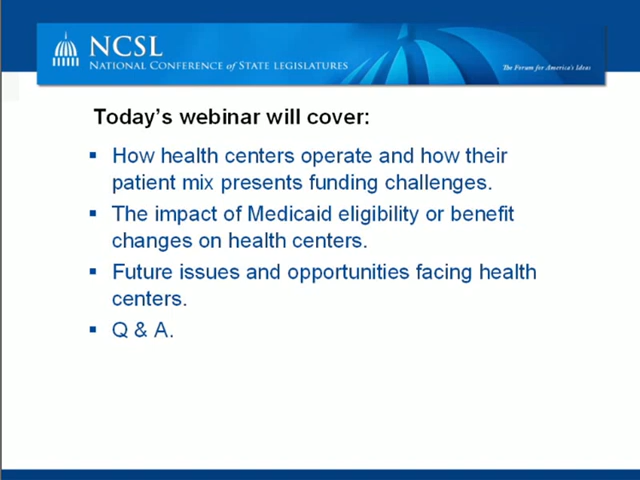 NCSL
NATIONAL CONFERENCE of STATE LEGISLATURES
The Forum for America's Ideas
Today's webinar will cover:
▪ How health centers operate and how their
patient mix presents funding challenges.
▪ The impact of Medicaid eligibility or benefit
changes on health centers.
▪ Future issues and opportunities facing health
centers.
▪ Q & A.